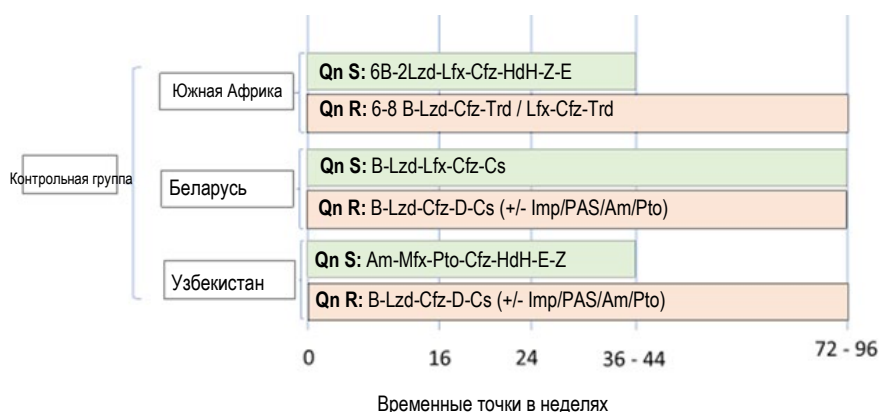 Контрольная группа
Южная Африка
Qn S: 6B-2Lzd-Lfx-Cfz-HdH-Z-E
Qn R: 6-8 B-Lzd-Cfz-Trd / Lfx-Cfz-Trd
Беларусь
Qn S: B-Lzd-Lfx-Cfz-Cs
Qn R: B-Lzd-Cfz-D-Cs (+/- Imp/PAS/Am/Pto)
Узбекистан
Qn S: Am-Mfx-Pto-Cfz-HdH-E-Z
Qn R: B-Lzd-Cfz-D-Cs (+/- Imp/PAS/Am/Pto)
0 16 24 36 - 44 72 - 96
Временные точки в неделях